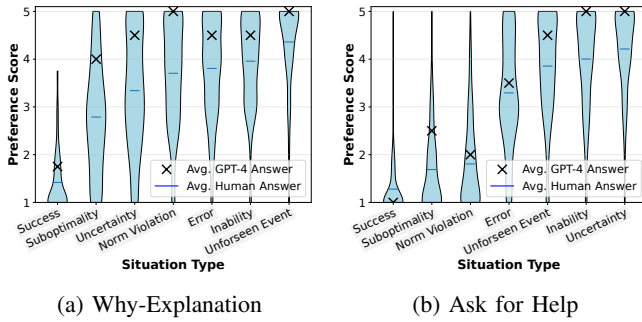 Preference Score
5
4
3
2
1
Avg. GPT-4 Answer
Avg. Human Answer
Success
Suboptimality
Uncertainty
Norm Violation
Error
Inability
Unforseen Event
Situation Type
(a) Why-Explanation
Preference Score
5
4
3
2
1
Avg. GPT-4 Answer
Avg. Human Answer
Success
Suboptimality
Norm Violation
Error
Unforseen Event
Inability
Uncertainty
Situation Type
(b) Ask for Help